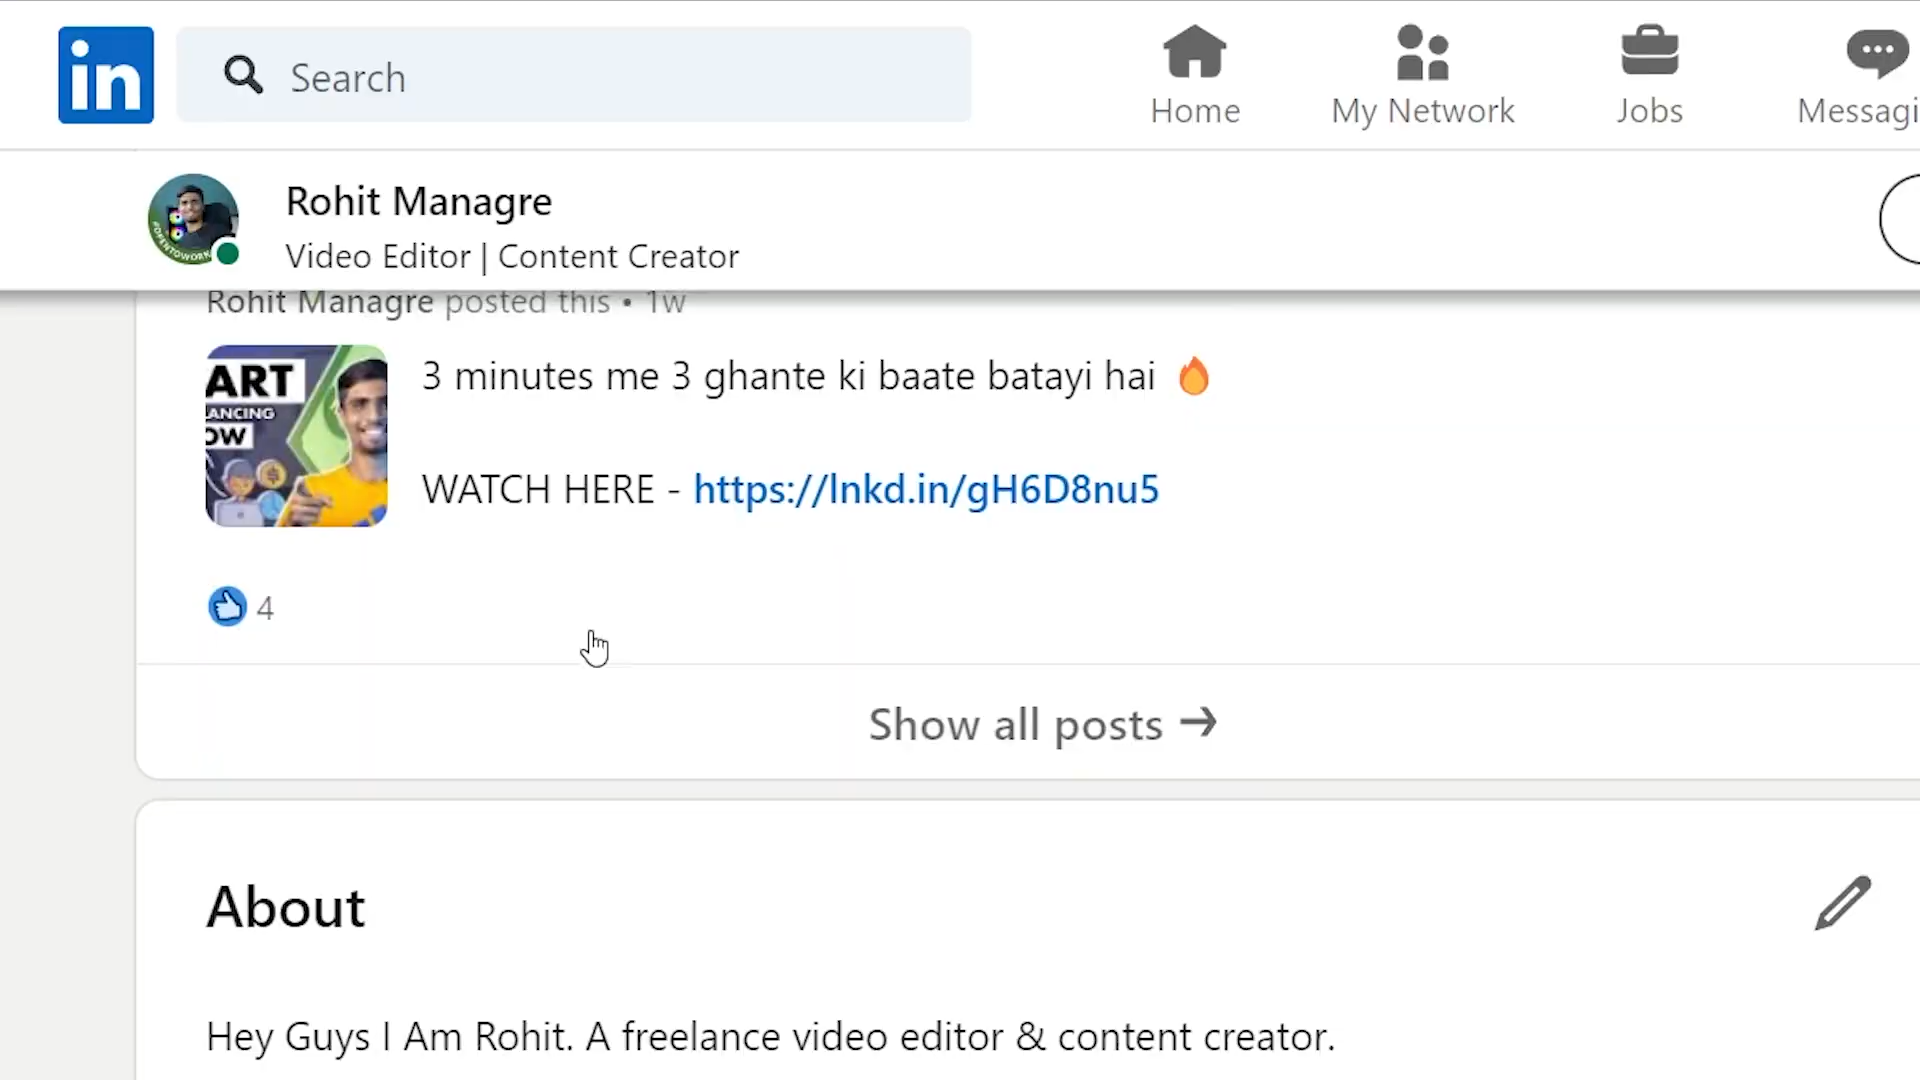 in
Search
Home
My Network
Jobs
Messagi
Rohit Managre
Video Editor | Content Creator
#OPENTOWORK
Rohit Managre posted this • 1w
ART
LANCING
OW
3 minutes me 3 ghante ki baate batayi hai 🔥
WATCH HERE - https://lnkd.in/gH6D8nu5
4
Show all posts →
About
Hey Guys I Am Rohit. A freelance video editor & content creator.